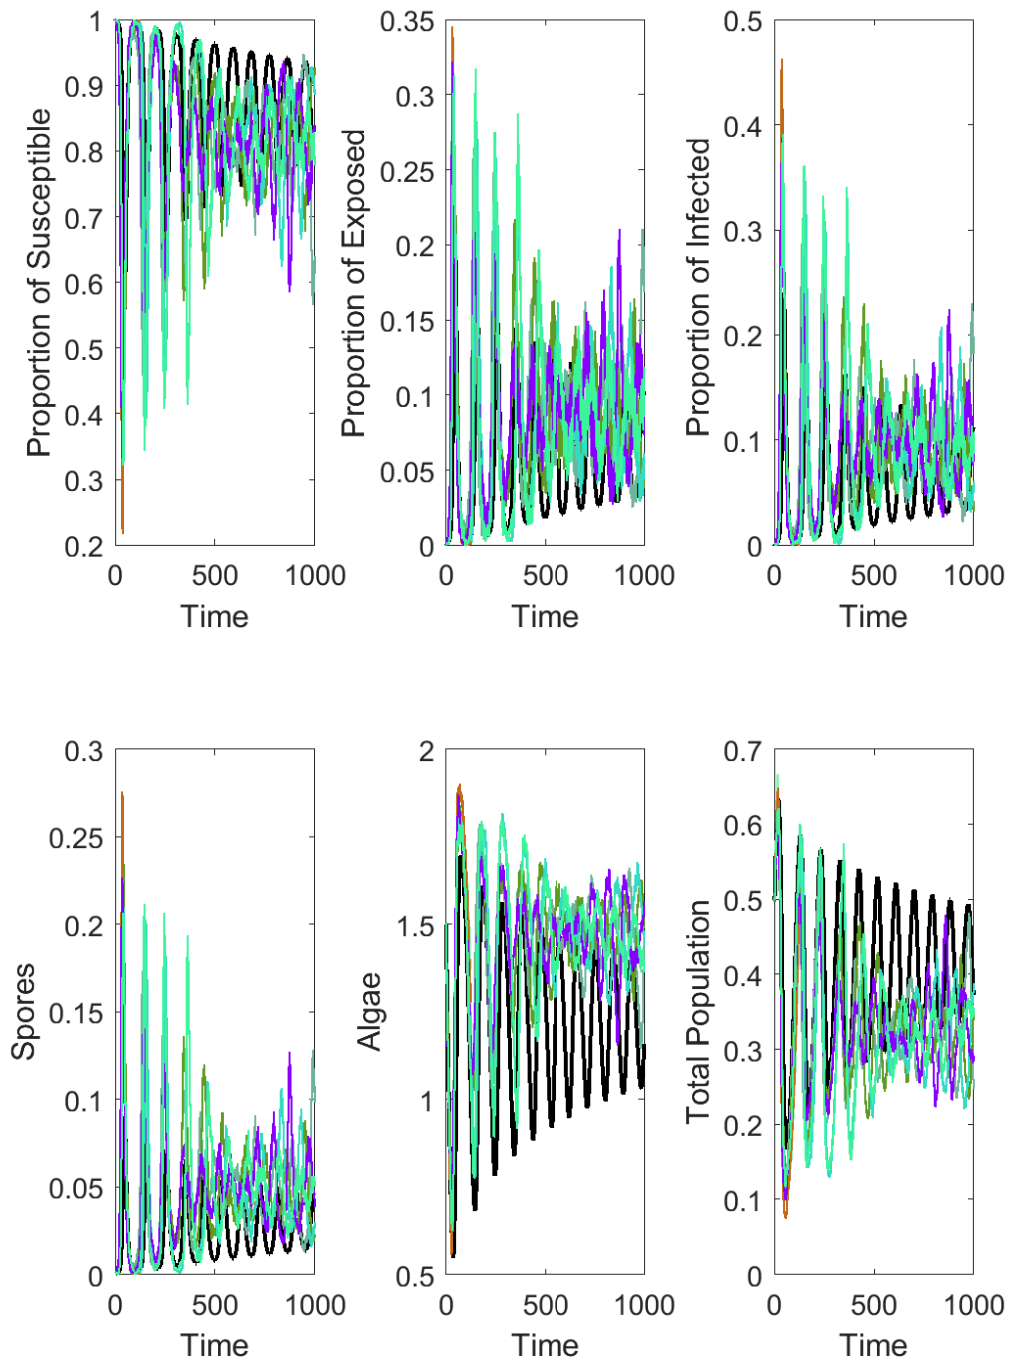 1
0.9
0.8
0.7
0.6
0.5
0.4
0.3
0.2
0 500 1000
Time
Proportion of Susceptible
0.35
0.3
0.25
0.2
0.15
0.1
0.05
0
0 500 1000
Time
Proportion of Exposed
0.5
0.4
0.3
0.2
0.1
0
0 500 1000
Time
Proportion of Infected
0.3
0.25
0.2
0.15
0.1
0.05
0
0 500 1000
Time
Spores
2
1.5
1
0.5
0 500 1000
Time
Algae
0.7
0.6
0.5
0.4
0.3
0.2
0.1
0
0 500 1000
Time
Total Population